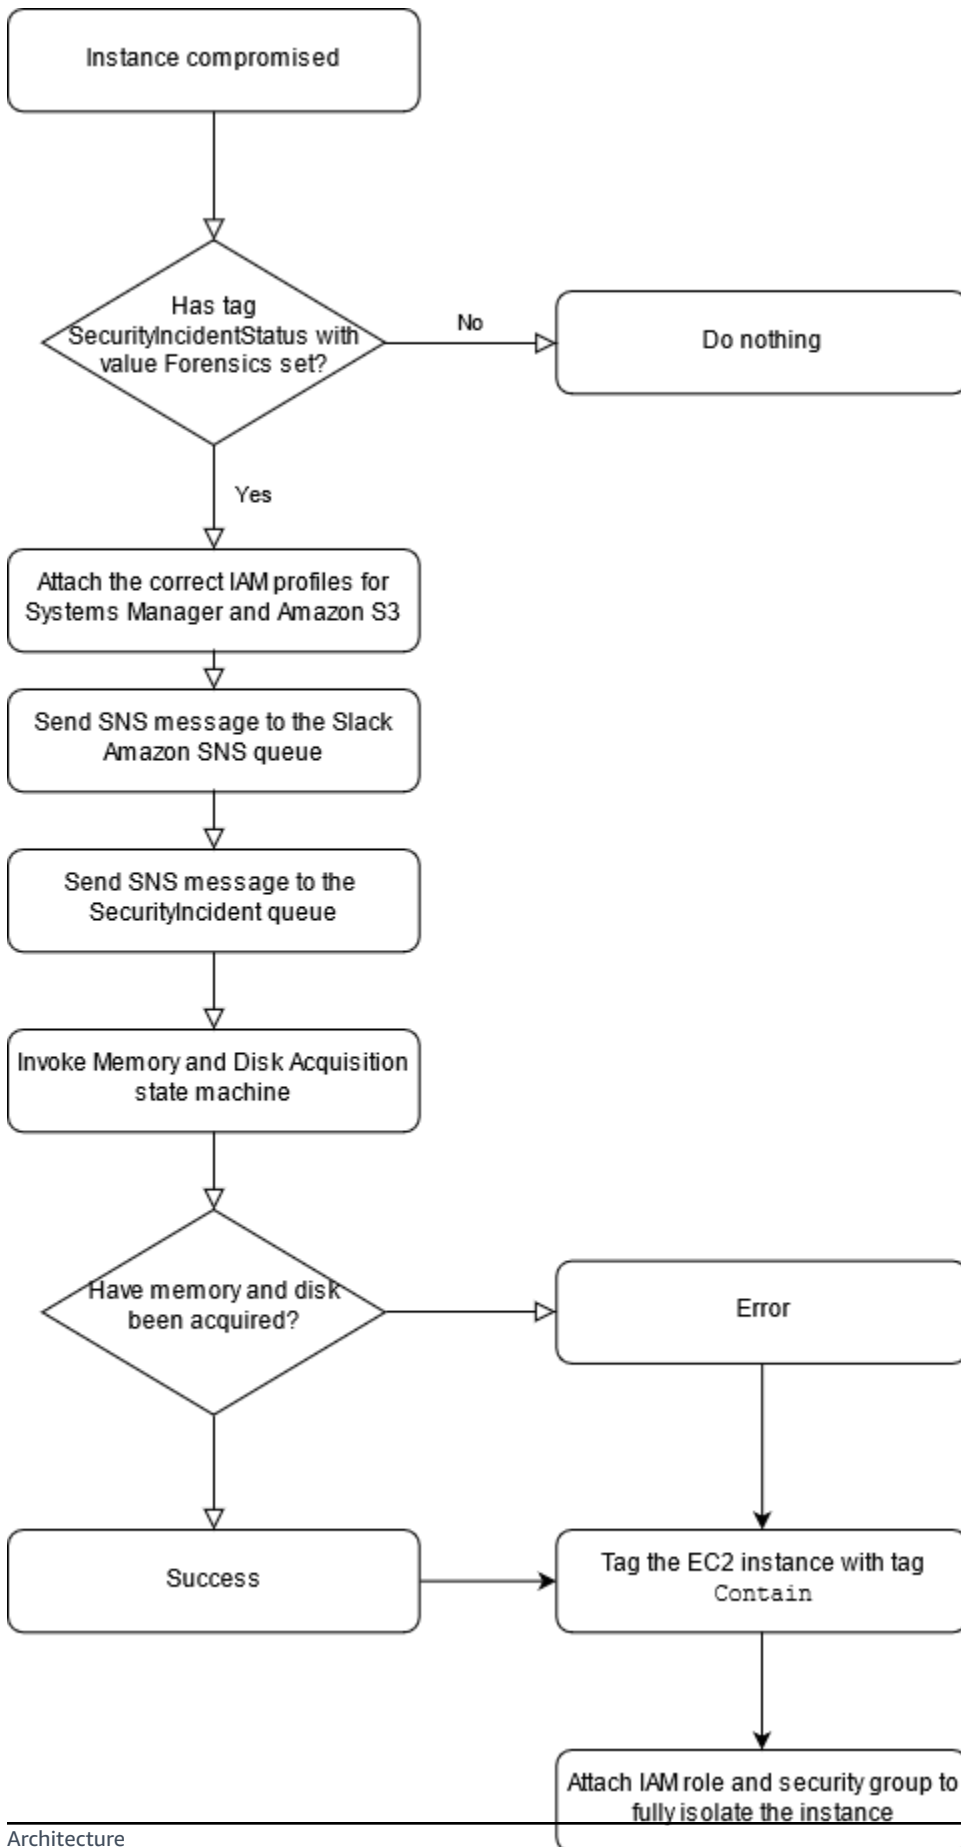 Instance compromised
Has tag
SecurityIncidentStatus with
value Forensics set?
No
Do nothing
Yes
Attach the correct IAM profiles for
Systems Manager and Amazon S3
Send SNS message to the Slack
Amazon SNS queue
Send SNS message to the
SecurityIncident queue
Invoke Memory and Disk Acquisition
state machine
Have memory and disk
been acquired?
Error
Success
Tag the EC2 instance with tag
Contain
Attach IAM role and security group to
fully isolate the instance
Architecture